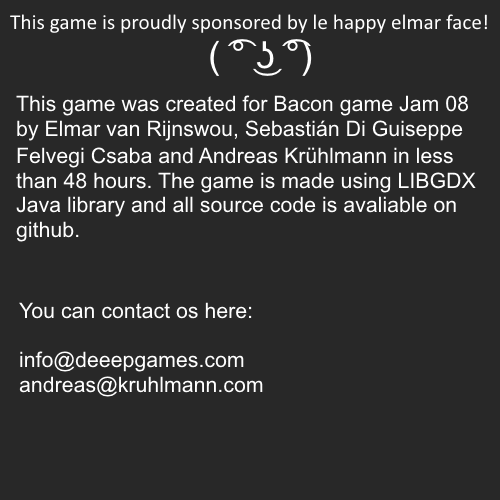 This game is proudly sponsored by le happy elmar face!
( ͡° ͜ʖ ͡°)
This game was created for Bacon game Jam 08
by Elmar van Rijnswou, Sebastián Di Guiseppe
Felvegi Csaba and Andreas Krühlmann in less
than 48 hours. The game is made using LIBGDX
Java library and all source code is avaliable on
github.
You can contact os here:
info@deeepgames.com
andreas@kruhlmann.com